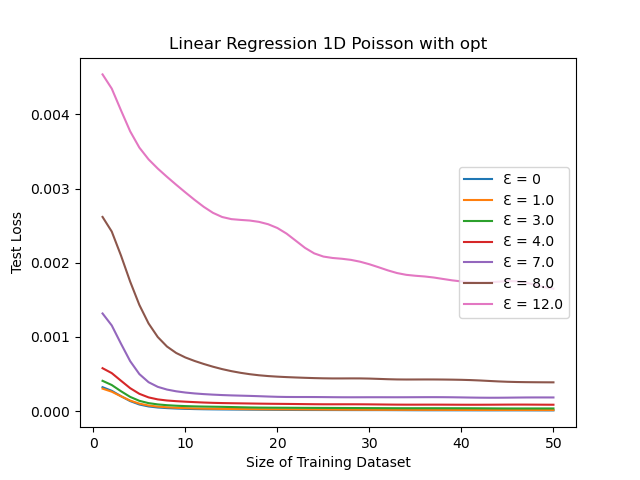 Linear Regression 1D Poisson with opt
Test Loss
0.004
0.003
0.002
0.001
0.000
Ɛ = 0
Ɛ = 1.0
Ɛ = 3.0
Ɛ = 4.0
Ɛ = 7.0
Ɛ = 8.0
Ɛ = 12.0
0 10 20 30 40 50
Size of Training Dataset